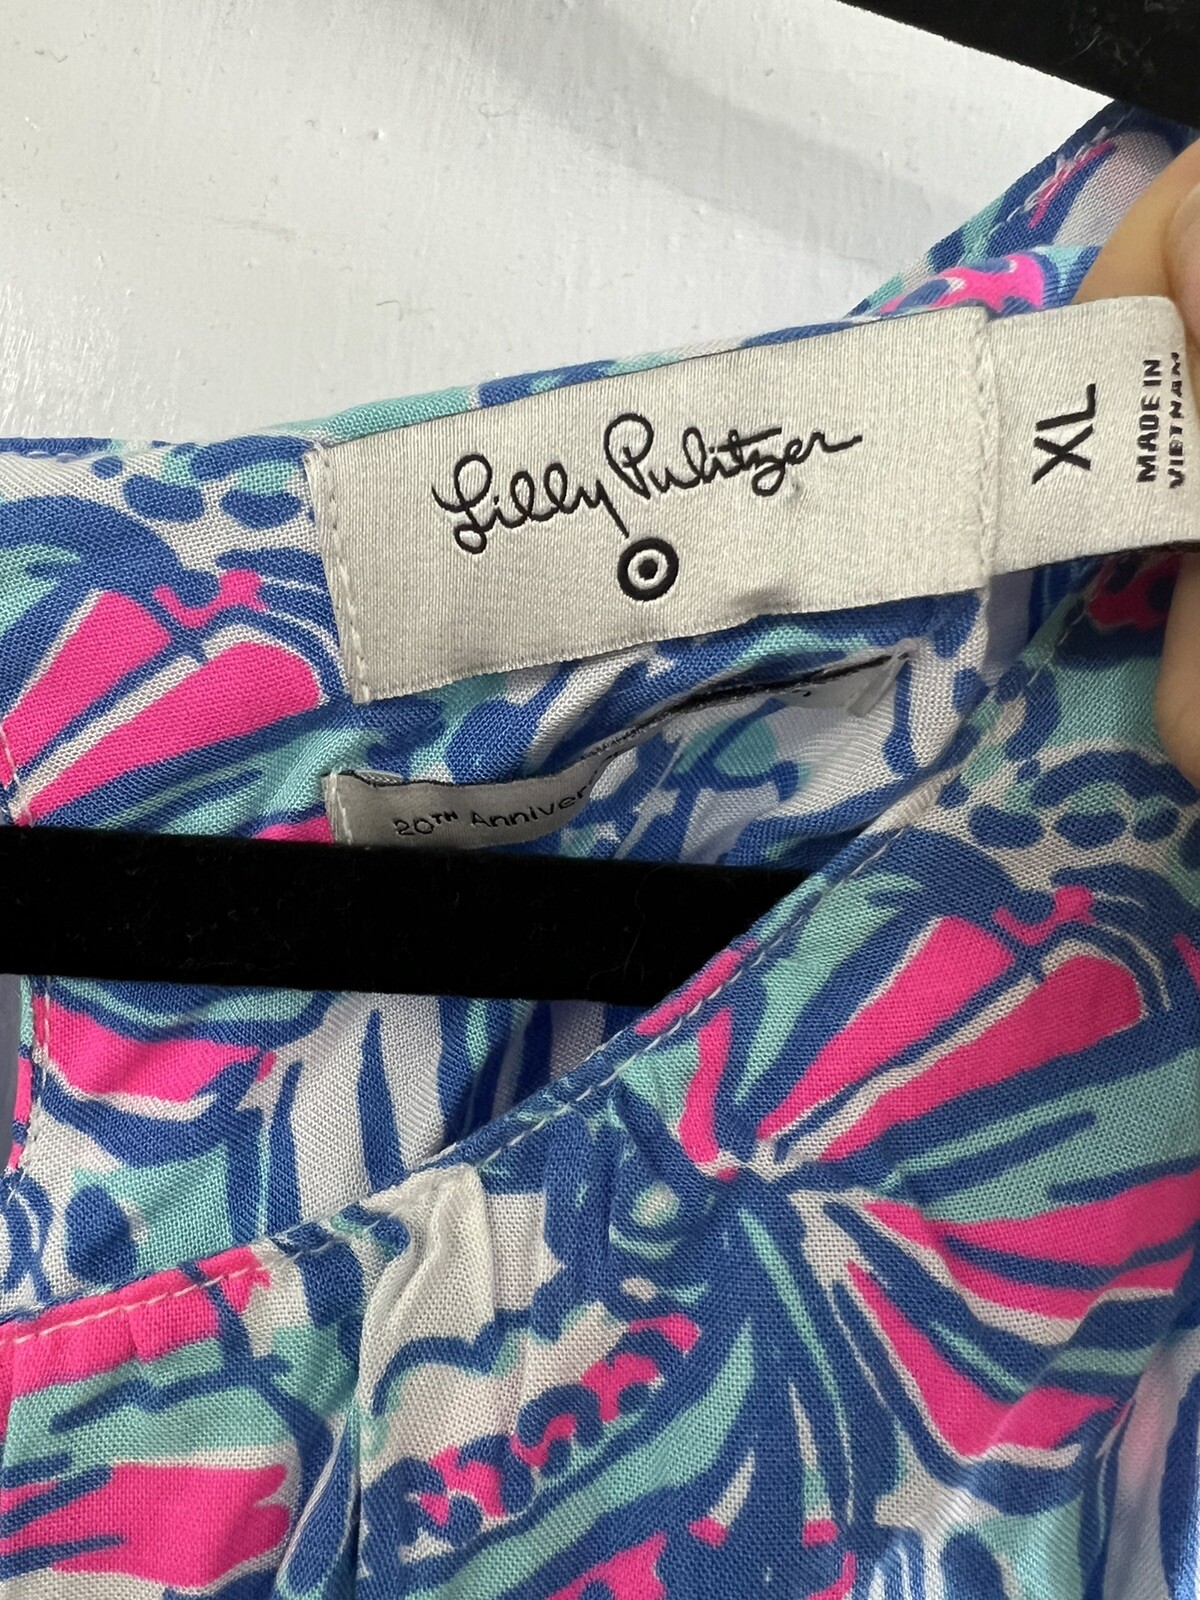 Lilly Pulitzer
XL
MADE IN
VIETNAM
20TH Anniver